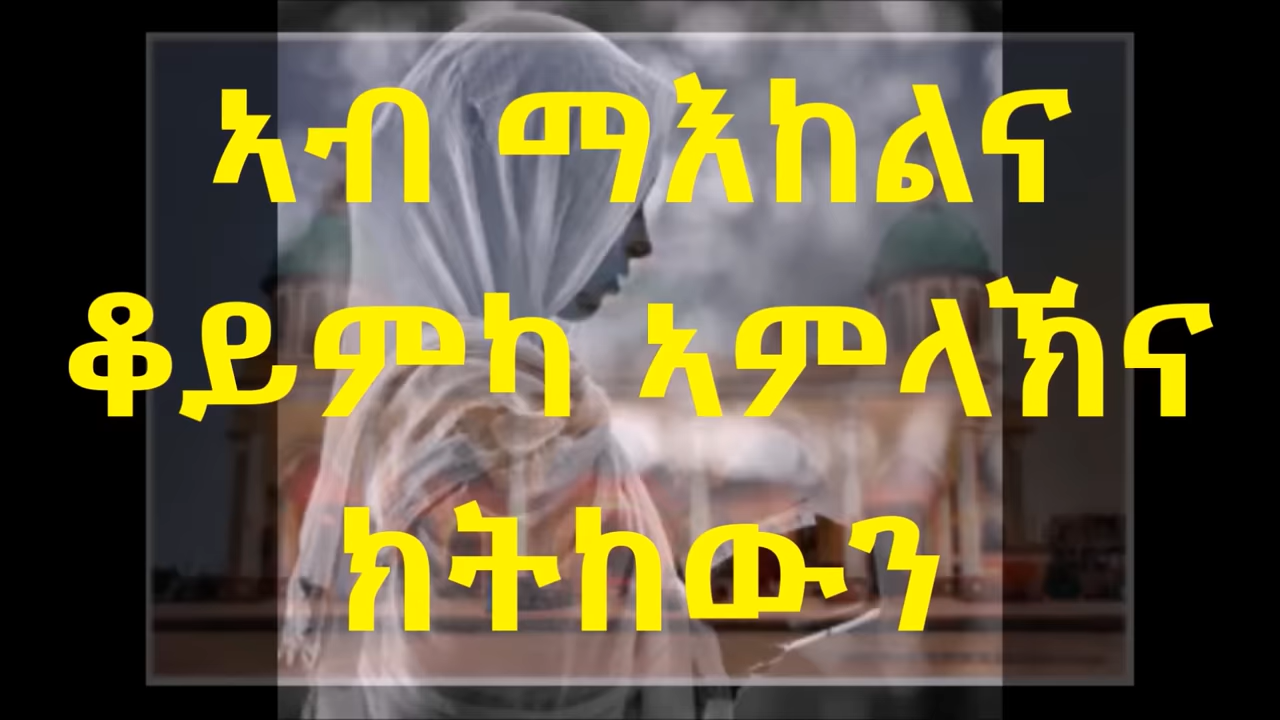 ኣብ ማእከልና
ቆይምካ ኣምላኽና
ክትከውን